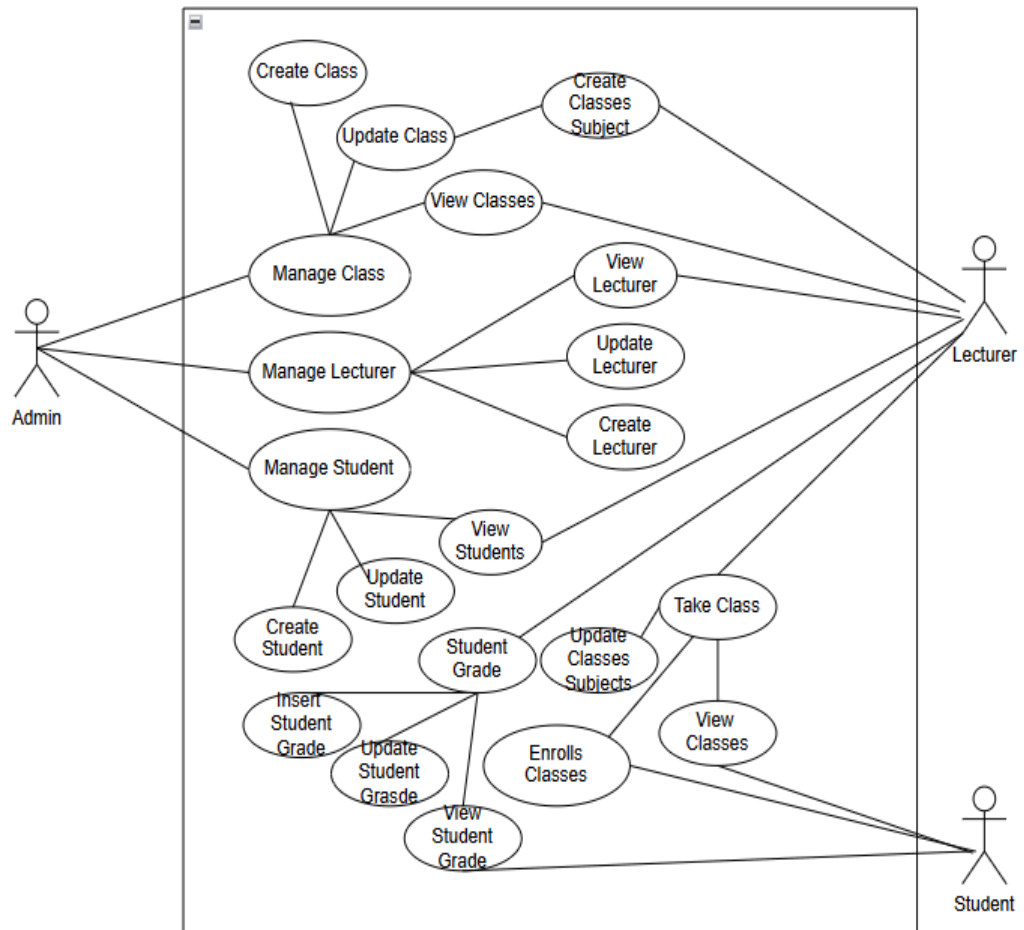 Create Class
Update Class
Create
Classes
Subject
View Classes
Manage Class
View
Lecturer
Lecturer
Admin
Manage Lecturer
Update
Lecturer
Create
Lecturer
Manage Student
View
Students
Update
Student
Create
Student
Take Class
Student
Grade
Update
Classes
Subjects
Insert
Student
Grade
Update
Student
Grasde
Enrolls
Classes
View
Classes
View
Student
Grade
Student